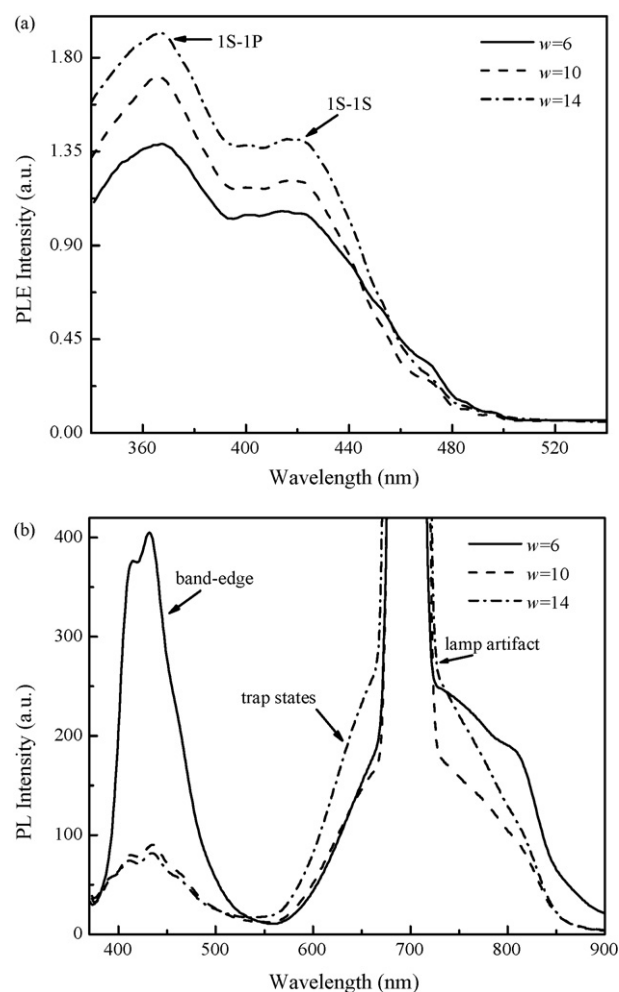 (a)
1S-1P
1S-1S
w=6
w=10
w=14
1.80
1.35
0.90
0.45
0.00
PLE Intensity (a.u.)
360 400 440 480 520
Wavelength (nm)
(b)
400
300
200
100
0
PL Intensity (a.u.)
band-edge
trap states
lamp artifact
w=6
w=10
w=14
400 500 600 700 800 900
Wavelength (nm)